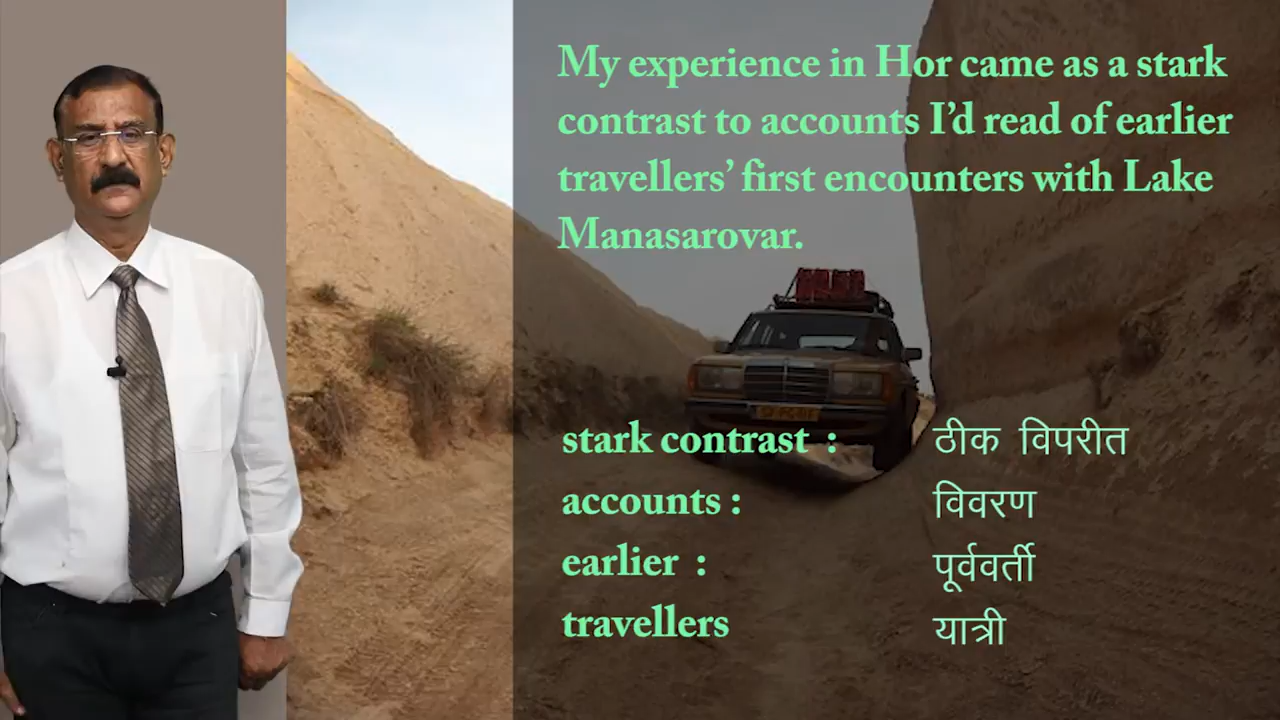 My experience in Hor came as a stark
contrast to accounts I’d read of earlier
travellers’ first encounters with Lake
Manasarovar.
stark contrast : ठीक विपरीत
accounts : विवरण
earlier : पूर्ववर्ती
travellers यात्री